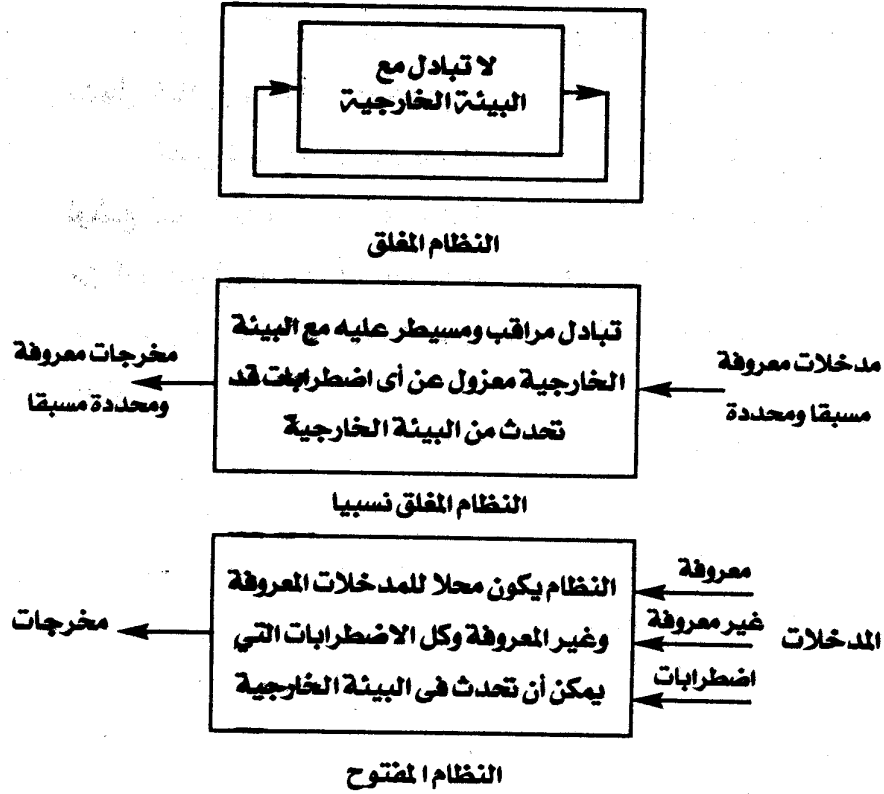 لا تبادل مع
البيئة الخارجية
النظام المغلق
مدخلات معروفة
مسبقا ومحددة
تبادل مراقب ومسيطر عليه مع البيئة
الخارجية معزول عن أى اضطرابات قد
تحدث من البيئة الخارجية
مخرجات معروفة
ومحددة مسبقا
النظام المغلق نسبيا
المدخلات
معروفة
غير معروفة
اضطرابات
النظام يكون محلا للمدخلات المعروفة
وغير المعروفة وكل الاضطرابات التي
يمكن أن تحدث فى البيئة الخارجية
مخرجات
النظام المفتوح